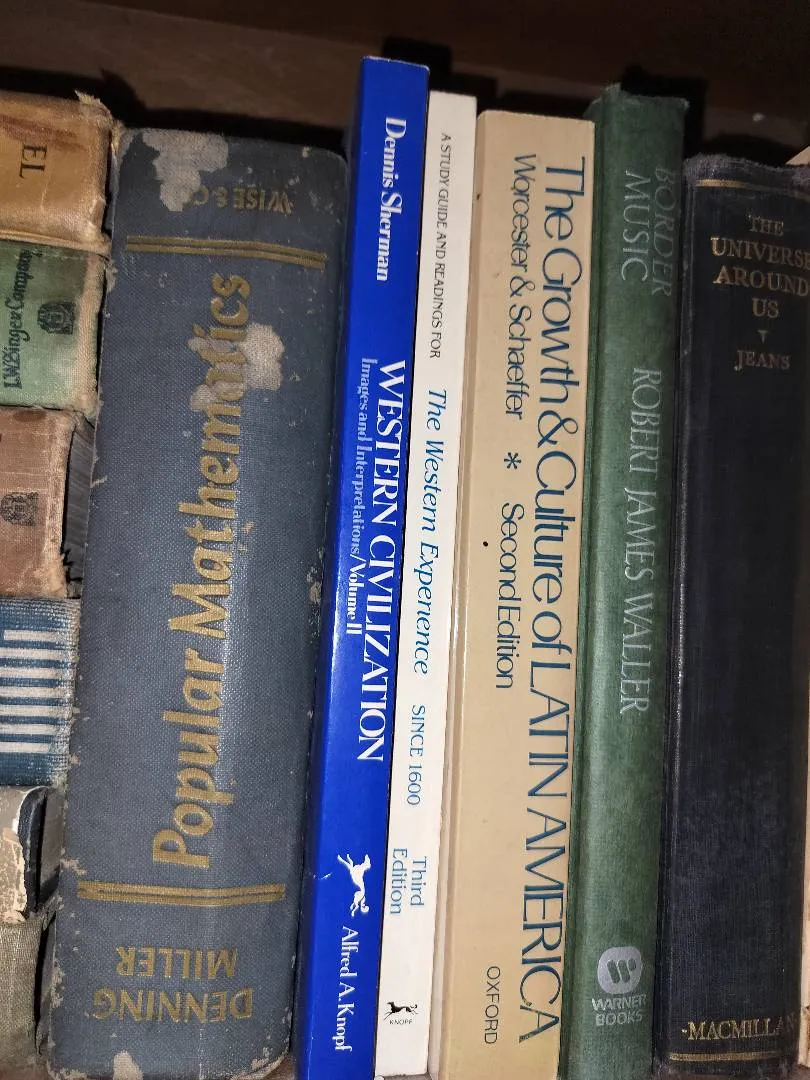 EL
Popular Mathematics
DENNING
MILLER
WISE & C
Dennis Sherman
WESTERN CIVILIZATION
Images and Interpretations/Volume II
Alfred A. Knopf
A STUDY GUIDE AND READINGS FOR
The Western Experience
SINCE 1600
Third
Edition
KNOPF
The Growth & Culture of LATIN AMERICA
Worcester & Schaeffer * Second Edition
OXFORD
BORDER
MUSIC
ROBERT JAMES WALLER
WARNER
BOOKS
THE
UNIVERSE
AROUND
US
JEANS
-MACMILLAN